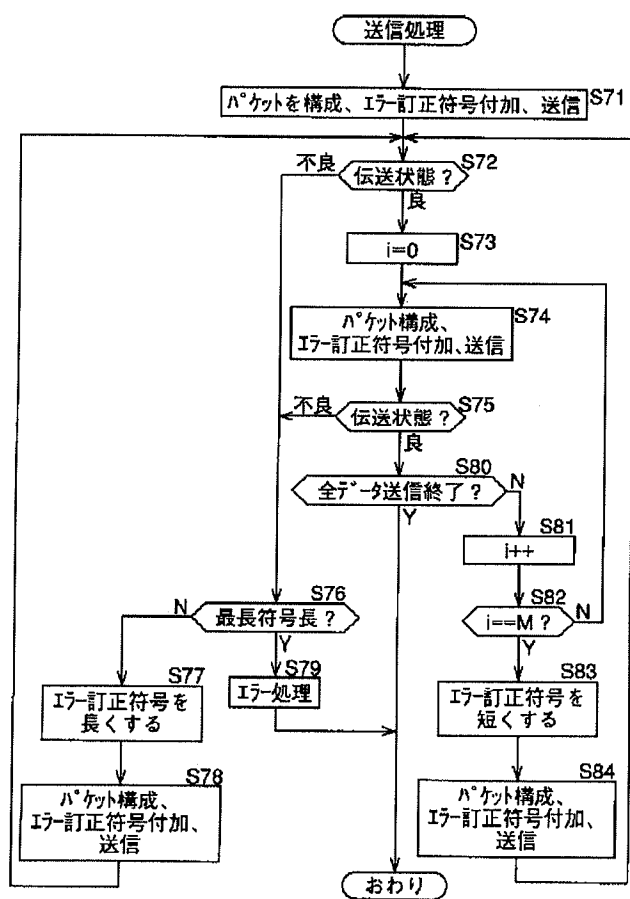 送信処理
パケットを構成、エラー訂正符号付加、送信
S71
不良
伝送状態？
S72
良
i=0
S73
パケット構成、
エラー訂正符号付加、送信
S74
不良
伝送状態？
S75
良
全データ送信終了？
S80
N
Y
i++
S81
N
最長符号長？
S76
Y
i==M？
S82
N
Y
エラー訂正符号を
長くする
S77
エラー処理
S79
エラー訂正符号を
短くする
S83
パケット構成、
エラー訂正符号付加、
送信
S78
パケット構成、
エラー訂正符号付加、
送信
S84
おわり